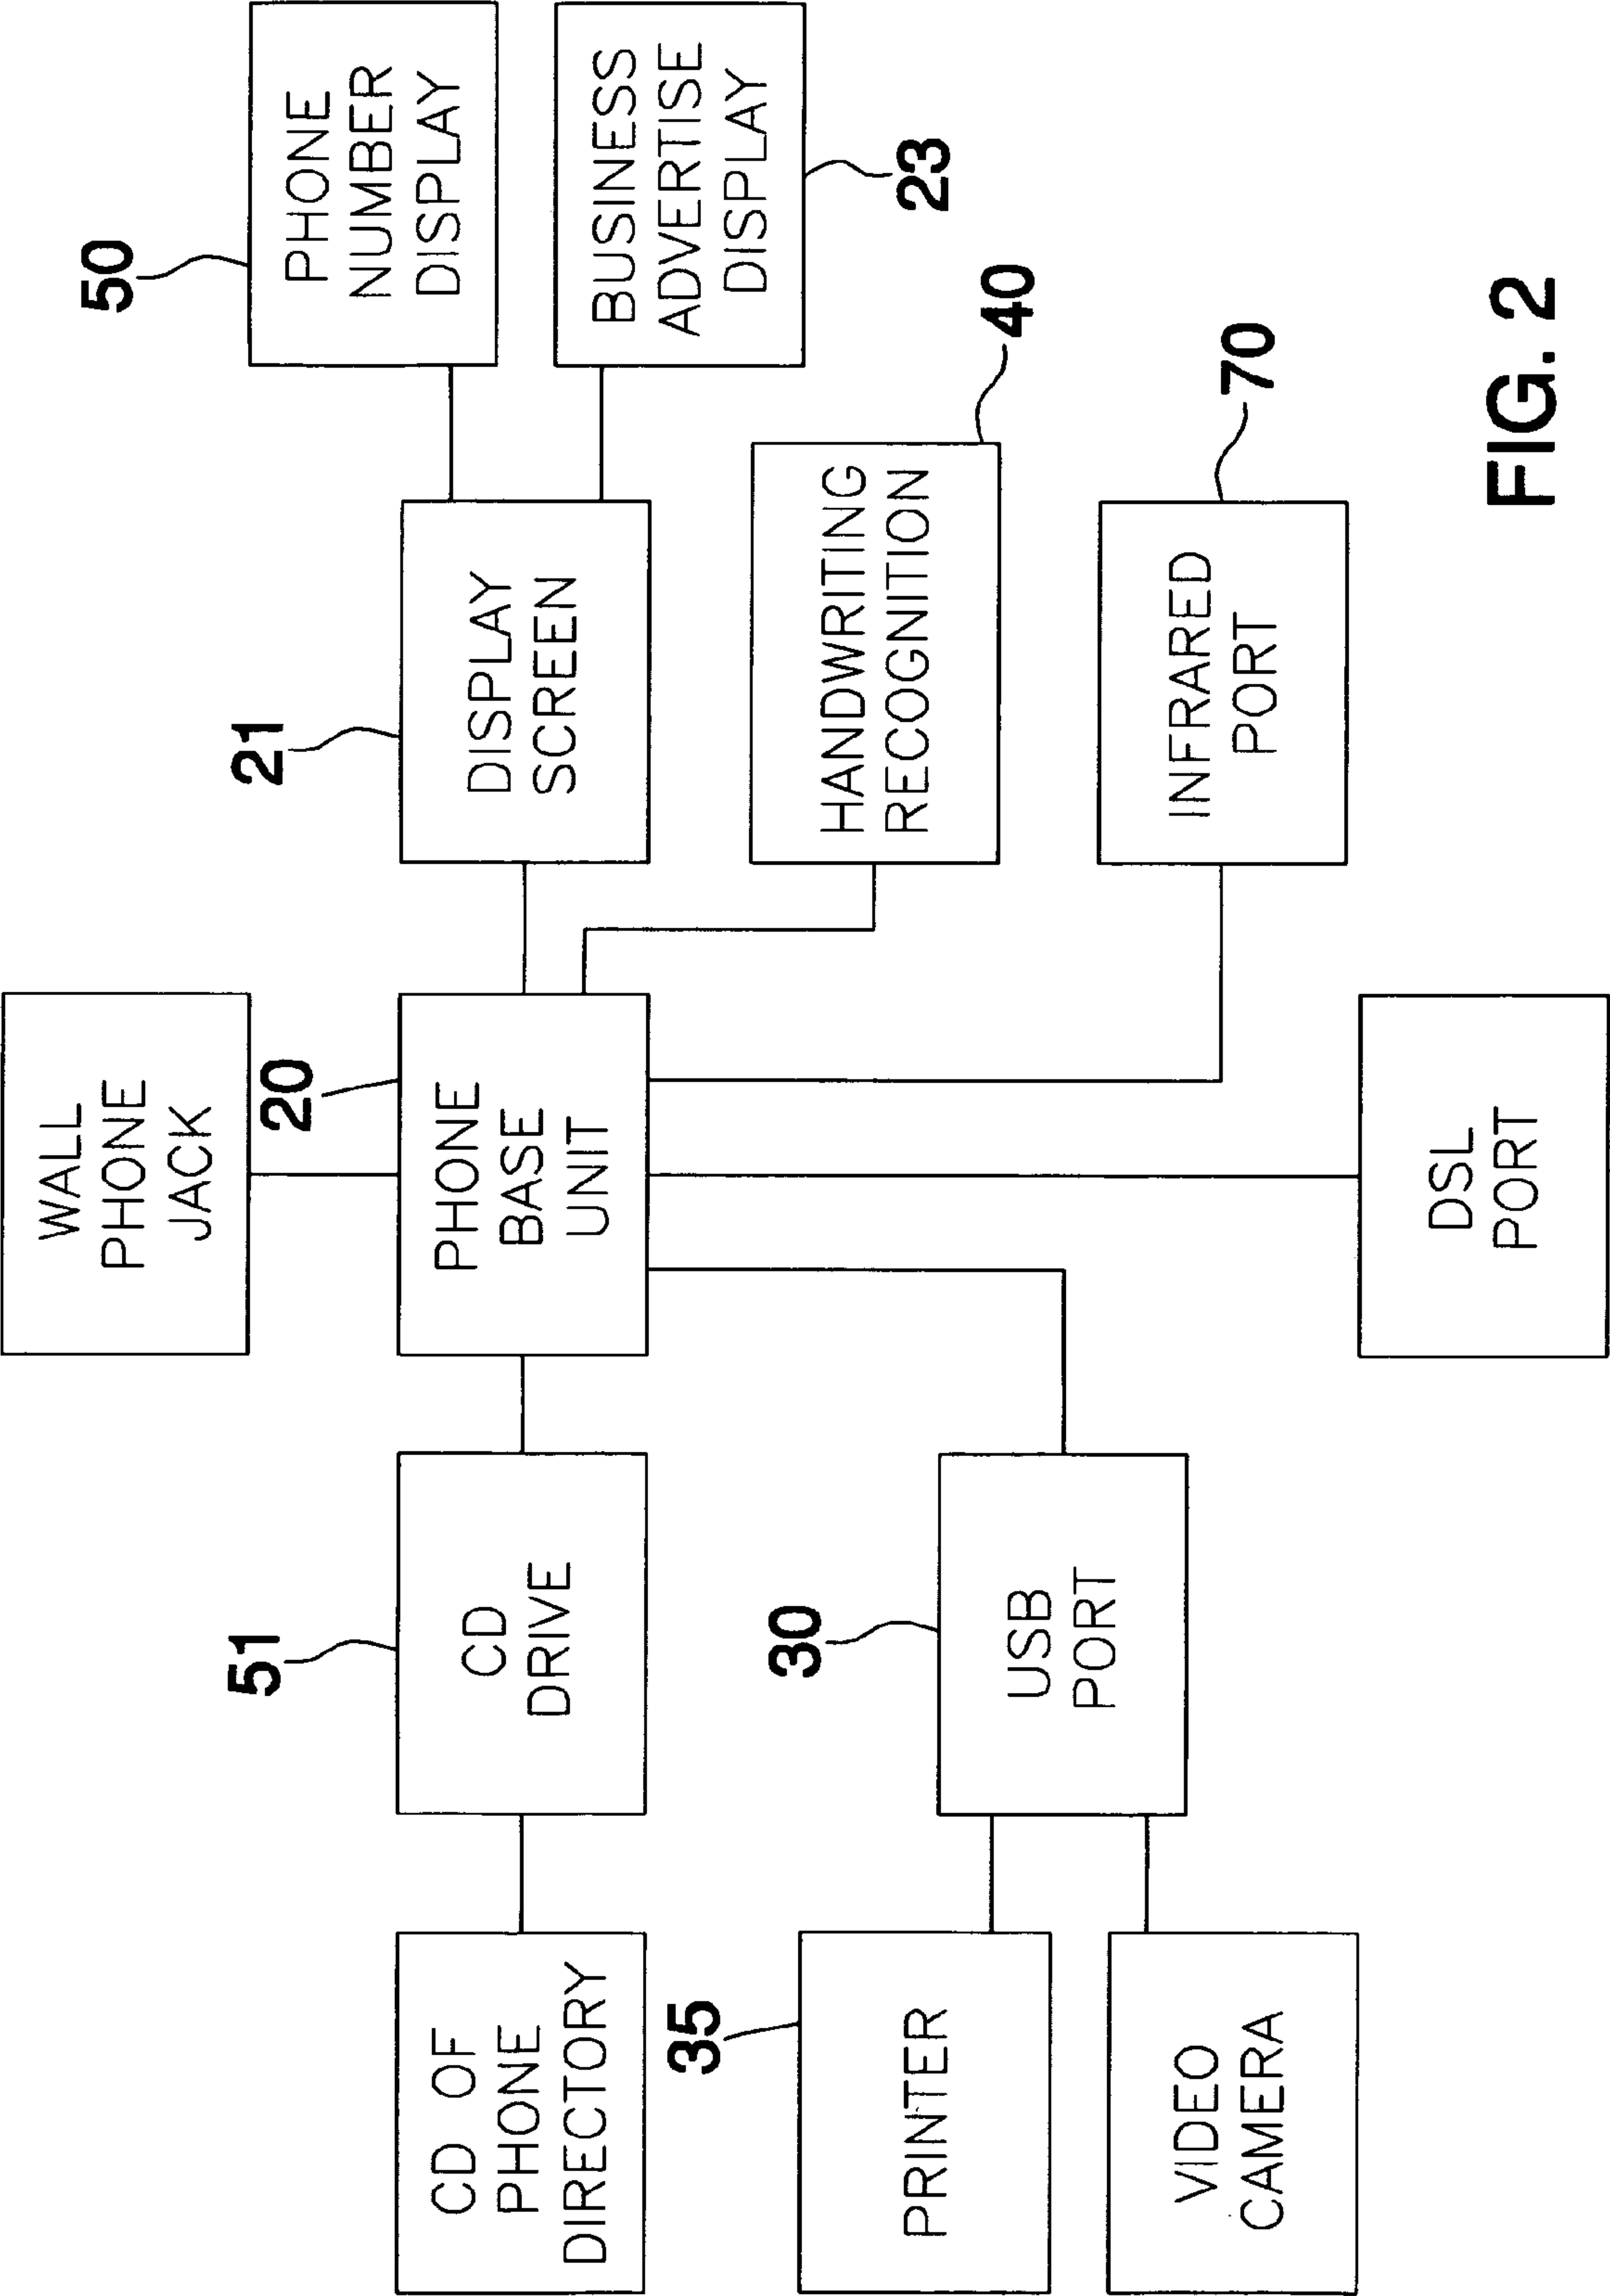 WALL
PHONE
JACK
50
PHONE
NUMBER
DISPLAY
51
CD OF
PHONE
DIRECTORY
CD
DRIVE
20
PHONE
BASE
UNIT
21
DISPLAY
SCREEN
BUSINESS
ADVERTISE
DISPLAY
23
35
PRINTER
30
USB
PORT
HANDWRITING
RECOGNITION
40
VIDEO
CAMERA
INFRARED
PORT
70
DSL
PORT
FIG. 2